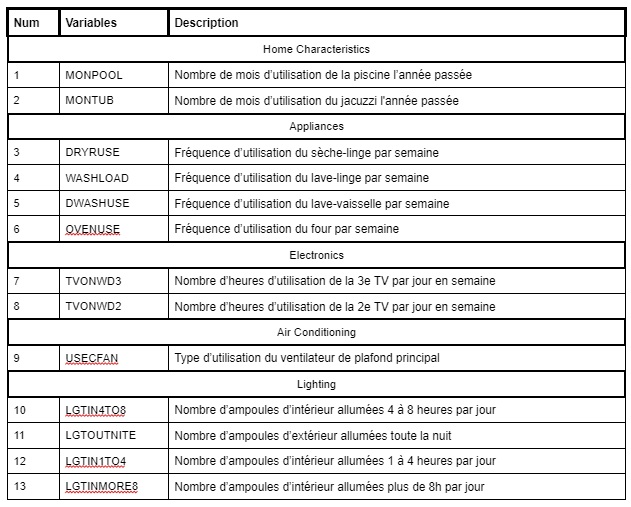 Num Variables Description
Home Characteristics
1 MONPOOL Nombre de mois d'utilisation de la piscine l'année passée
2 MONTUB Nombre de mois d'utilisation du jacuzzi l'année passée
Appliances
3 DRYRUSE Fréquence d'utilisation du sèche-linge par semaine
4 WASHLOAD Fréquence d'utilisation du lave-linge par semaine
5 DWASHUSE Fréquence d'utilisation du lave-vaisselle par semaine
6 OVENUSE Fréquence d'utilisation du four par semaine
Electronics
7 TVONWD3 Nombre d'heures d'utilisation de la 3e TV par jour en semaine
8 TVONWD2 Nombre d'heures d'utilisation de la 2e TV par jour en semaine
Air Conditioning
9 USECFAN Type d'utilisation du ventilateur de plafond principal
Lighting
10 LGTIN4TO8 Nombre d'ampoules d'intérieur allumées 4 à 8 heures par jour
11 LGTOUTNITE Nombre d'ampoules d'extérieur allumées toute la nuit
12 LGTIN1TO4 Nombre d'ampoules d'intérieur allumées 1 à 4 heures par jour
13 LGTINMORE8 Nombre d'ampoules d'intérieur allumées plus de 8h par jour